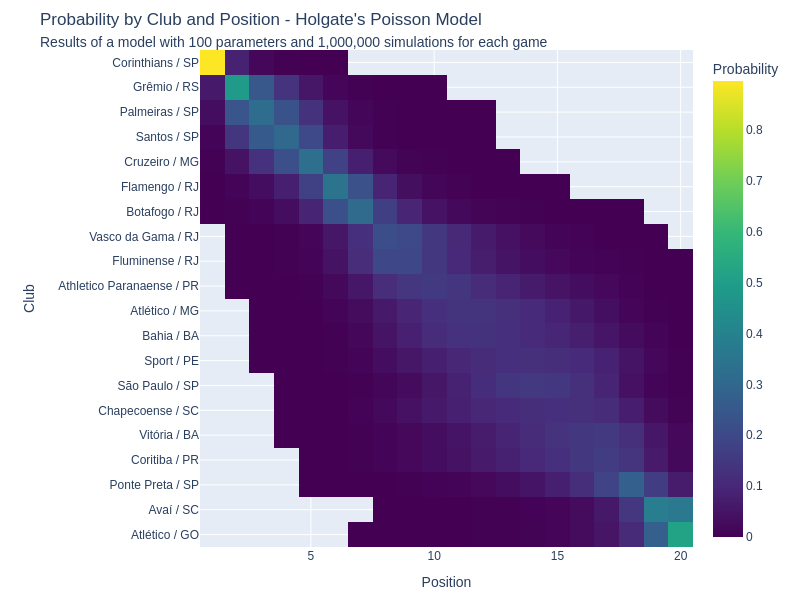 Probability by Club and Position - Holgate's Poisson Model
Results of a model with 100 parameters and 1,000,000 simulations for each game
Probability
Corinthians / SP
Grêmio / RS
Palmeiras / SP
Santos / SP
Cruzeiro / MG
Flamengo / RJ
Botafogo / RJ
Vasco da Gama / RJ
Fluminense / RJ
Athletico Paranaense / PR
Atlético / MG
Bahia / BA
Sport / PE
São Paulo / SP
Chapecoense / SC
Vitória / BA
Coritiba / PR
Ponte Preta / SP
Avaí / SC
Atlético / GO
Club
5 10 15 20
Position
0.8
0.7
0.6
0.5
0.4
0.3
0.2
0.1
0